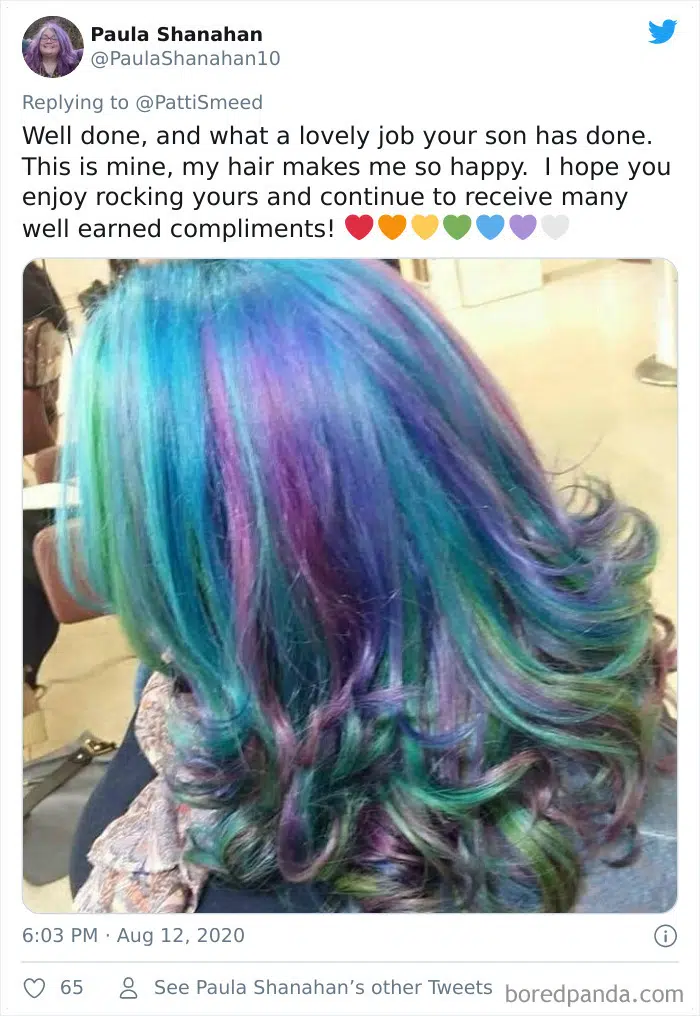 Paula Shanahan
@PaulaShanahan10
Replying to @PattiSmeed
Well done, and what a lovely job your son has done.
This is mine, my hair makes me so happy.  I hope you
enjoy rocking yours and continue to receive many
well earned compliments! ❤️🧡💛💚💙💜🤍
6:03 PM · Aug 12, 2020
65 See Paula Shanahan’s other Tweets
boredpanda.com